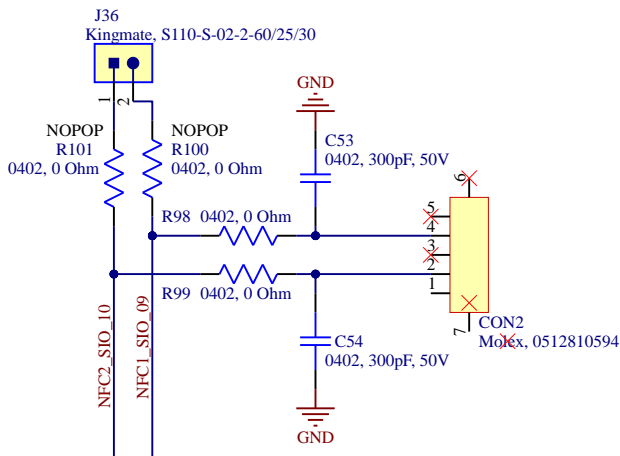 J36
Kingmate, S110-S-02-2-60/25/30
1
2
GND
NOPOP
R101
0402, 0 Ohm
NOPOP
R100
0402, 0 Ohm
C53
0402, 300pF, 50V
R98 0402, 0 Ohm
R99 0402, 0 Ohm
6
5
4
3
2
1
7
CON2
Molex, 0512810594
C54
0402, 300pF, 50V
GND
NFC2_SIO_10
NFC1_SIO_09